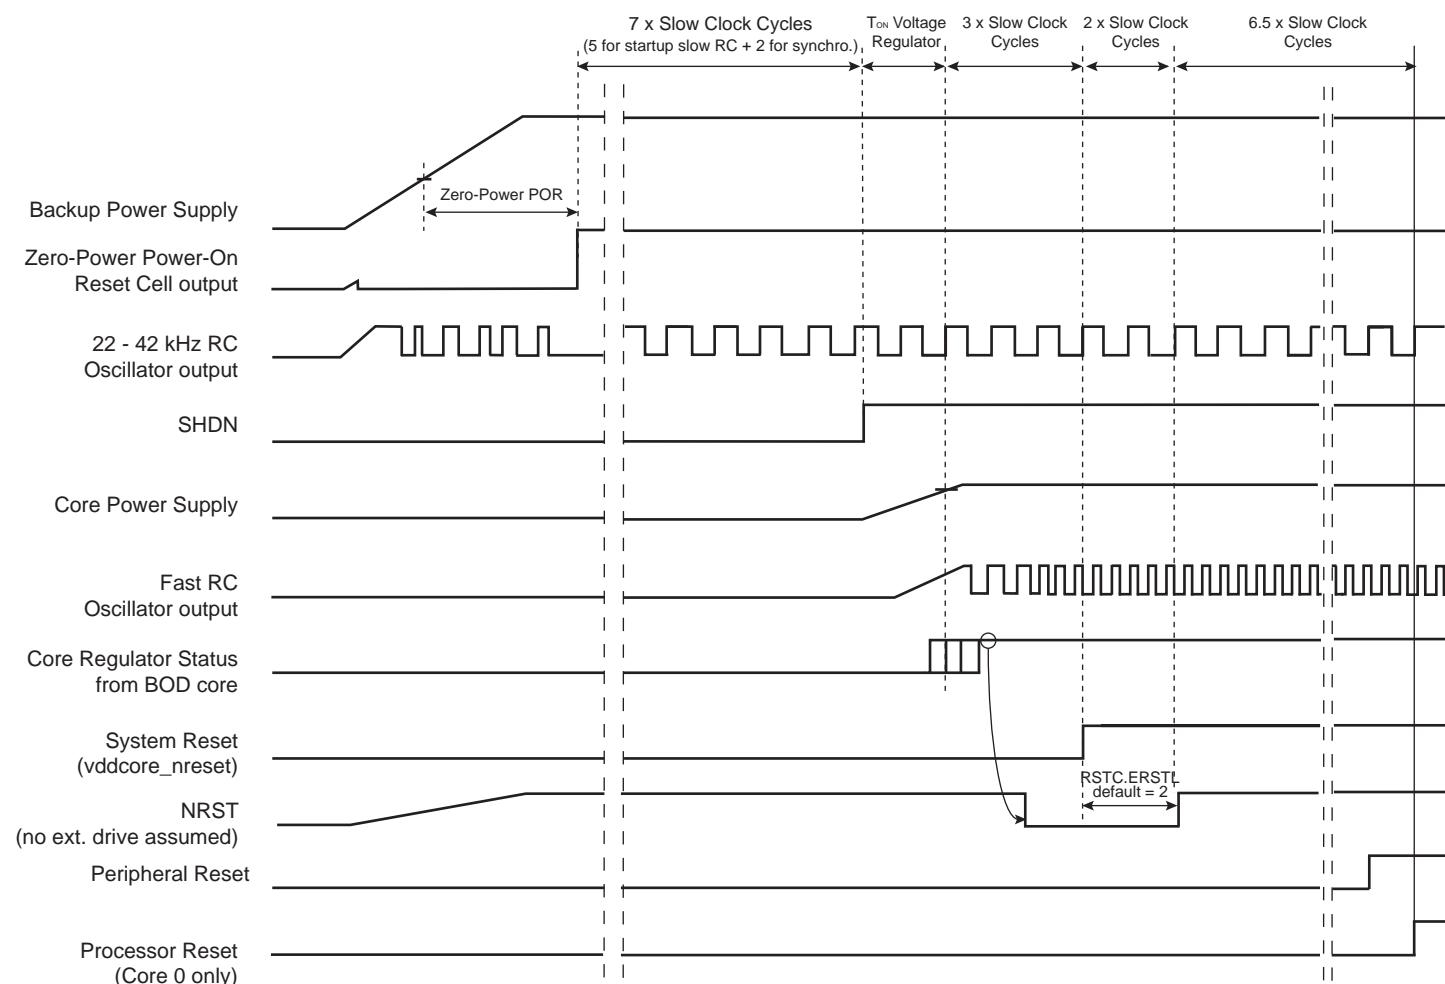 7 x Slow Clock Cycles
(5 for startup slow RC + 2 for synchro.)
TON Voltage
Regulator
3 x Slow Clock
Cycles
2 x Slow Clock
Cycles
6.5 x Slow Clock
Cycles
Backup Power Supply
Zero-Power POR
Zero-Power Power-On
Reset Cell output
22 - 42 kHz RC
Oscillator output
SHDN
Core Power Supply
Fast RC
Oscillator output
Core Regulator Status
from BOD core
System Reset
(vddcore_nreset)
RSTC.ERSTL
default = 2
NRST
(no ext. drive assumed)
Peripheral Reset
Processor Reset
(Core 0 only)